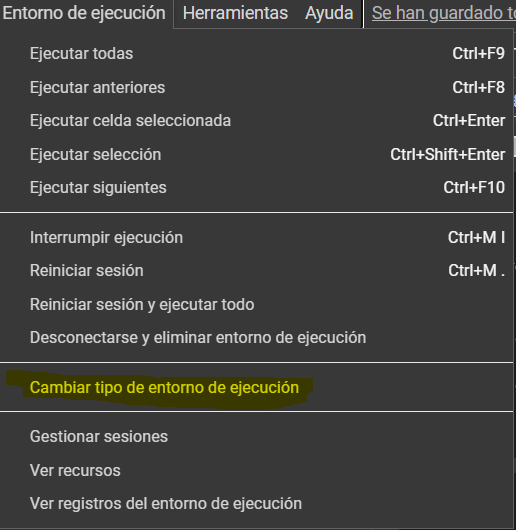 Entorno de ejecución Herramientas Ayuda Se han guardado to
Ejecutar todas Ctrl+F9
Ejecutar anteriores Ctrl+F8
Ejecutar celda seleccionada Ctrl+Enter
Ejecutar selección Ctrl+Shift+Enter
Ejecutar siguientes Ctrl+F10
Interrumpir ejecución Ctrl+M I
Reiniciar sesión Ctrl+M .
Reiniciar sesión y ejecutar todo
Desconectarse y eliminar entorno de ejecución
Cambiar tipo de entorno de ejecución
Gestionar sesiones
Ver recursos
Ver registros del entorno de ejecución